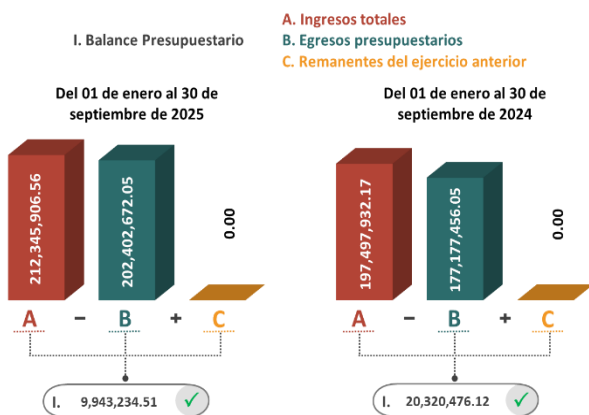 A. Ingresos totales
I. Balance Presupuestario
B. Egresos presupuestarios
C. Remanentes del ejercicio anterior
Del 01 de enero al 30 de
septiembre de 2025
212,345,906.56
202,402,672.05
0.00
A − B + C
I. 9,943,234.51 ✓
Del 01 de enero al 30 de
septiembre de 2024
197,497,932.17
177,177,456.05
0.00
A − B + C
I. 20,320,476.12 ✓